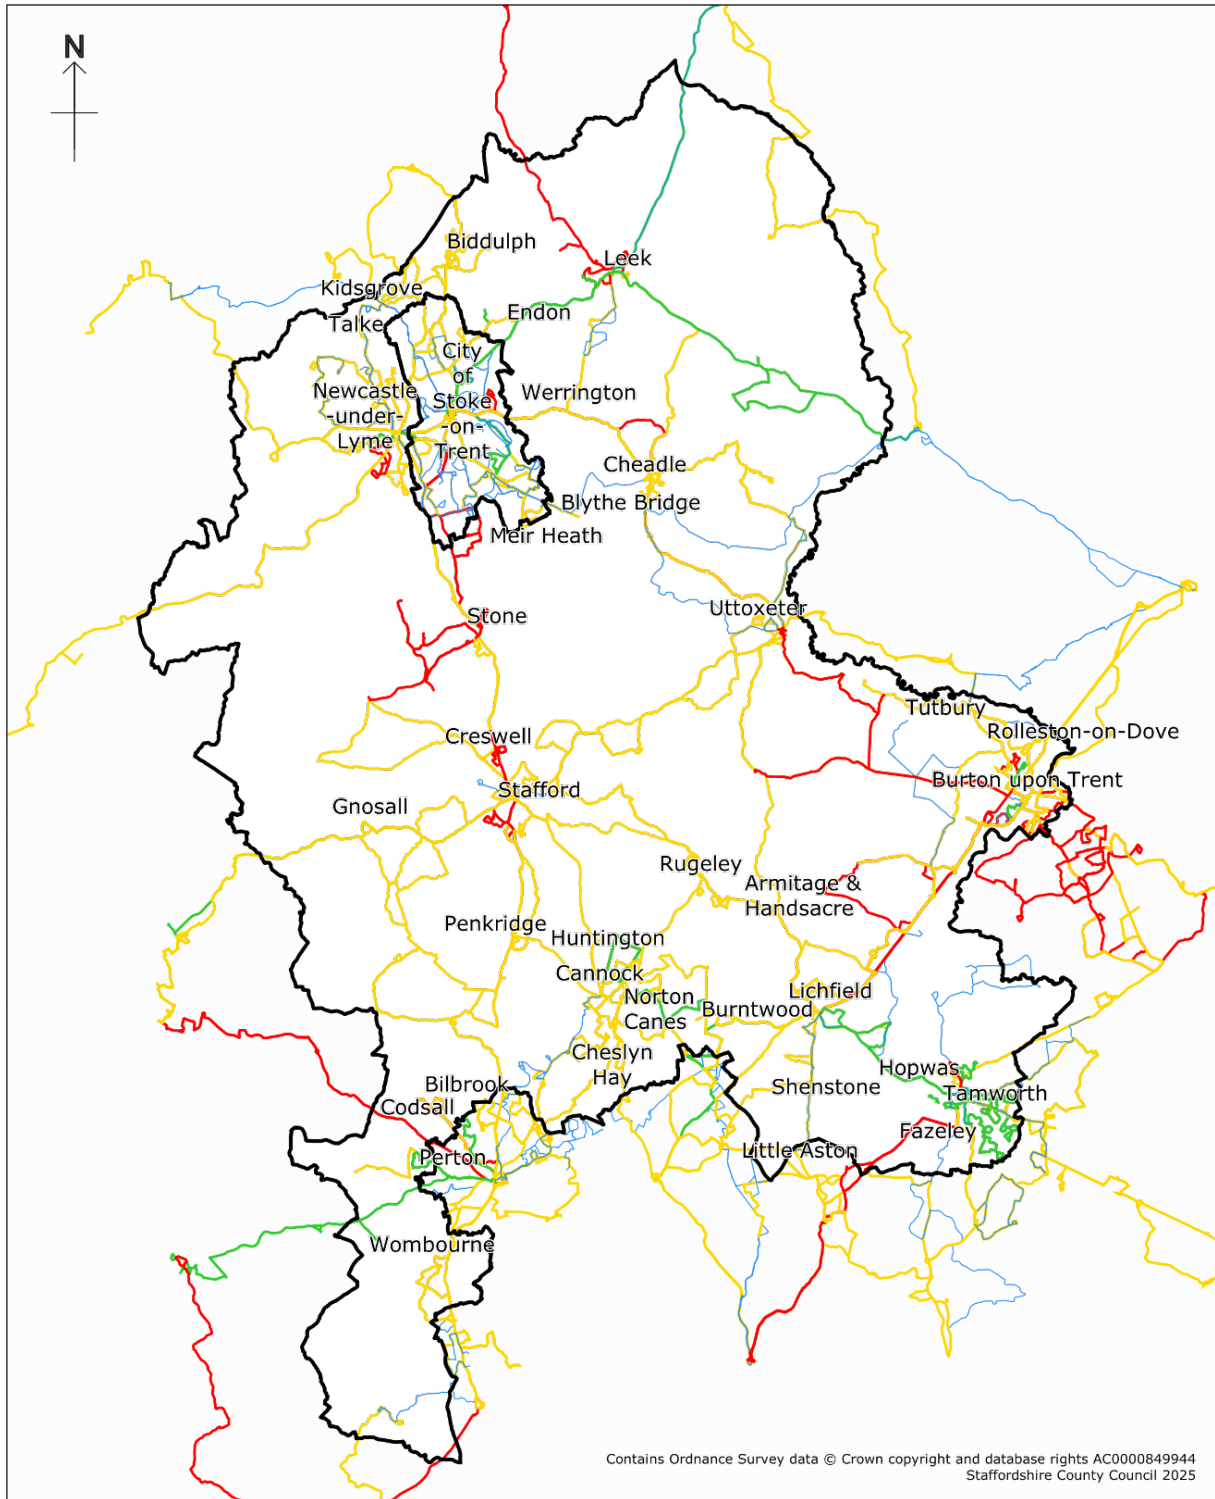 N
Biddulph
Leek
Kidsgrove
Endon
Talke
City
of
Stoke
-on-
Trent
Newcastle
-under-
Lyme
Werrington
Cheadle
Blythe Bridge
Meir Heath
Uttoxeter
Stone
Tutbury
Rolleston-on-Dove
Creswell
Burton upon Trent
Stafford
Gnosall
Rugeley
Armitage &
Handsacre
Penkridge
Huntington
Cannock
Lichfield
Norton
Canes
Burntwood
Cheslyn
Hay
Hopwas
Shenstone
Bilbrook
Tamworth
Codsall
Fazeley
Perton
Little Aston
Wombourne
Contains Ordnance Survey data © Crown copyright and database rights AC0000849944
Staffordshire County Council 2025